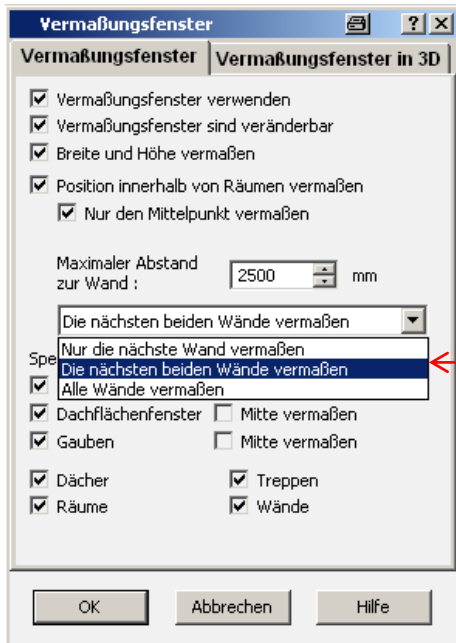 Vermaßungsfenster
Vermaßungsfenster Vermaßungsfenster in 3D
Vermaßungsfenster verwenden
Vermaßungsfenster sind veränderbar
Breite und Höhe vermaßen
Position innerhalb von Räumen vermaßen
Nur den Mittelpunkt vermaßen
Maximaler Abstand
zur Wand : 2500 mm
Die nächsten beiden Wände vermaßen
Nur die nächste Wand vermaßen
Spe
Die nächsten beiden Wände vermaßen
Alle Wände vermaßen
Dachflächenfenster Mitte vermaßen
Gauben Mitte vermaßen
Dächer Treppen
Räume Wände
OK Abbrechen Hilfe